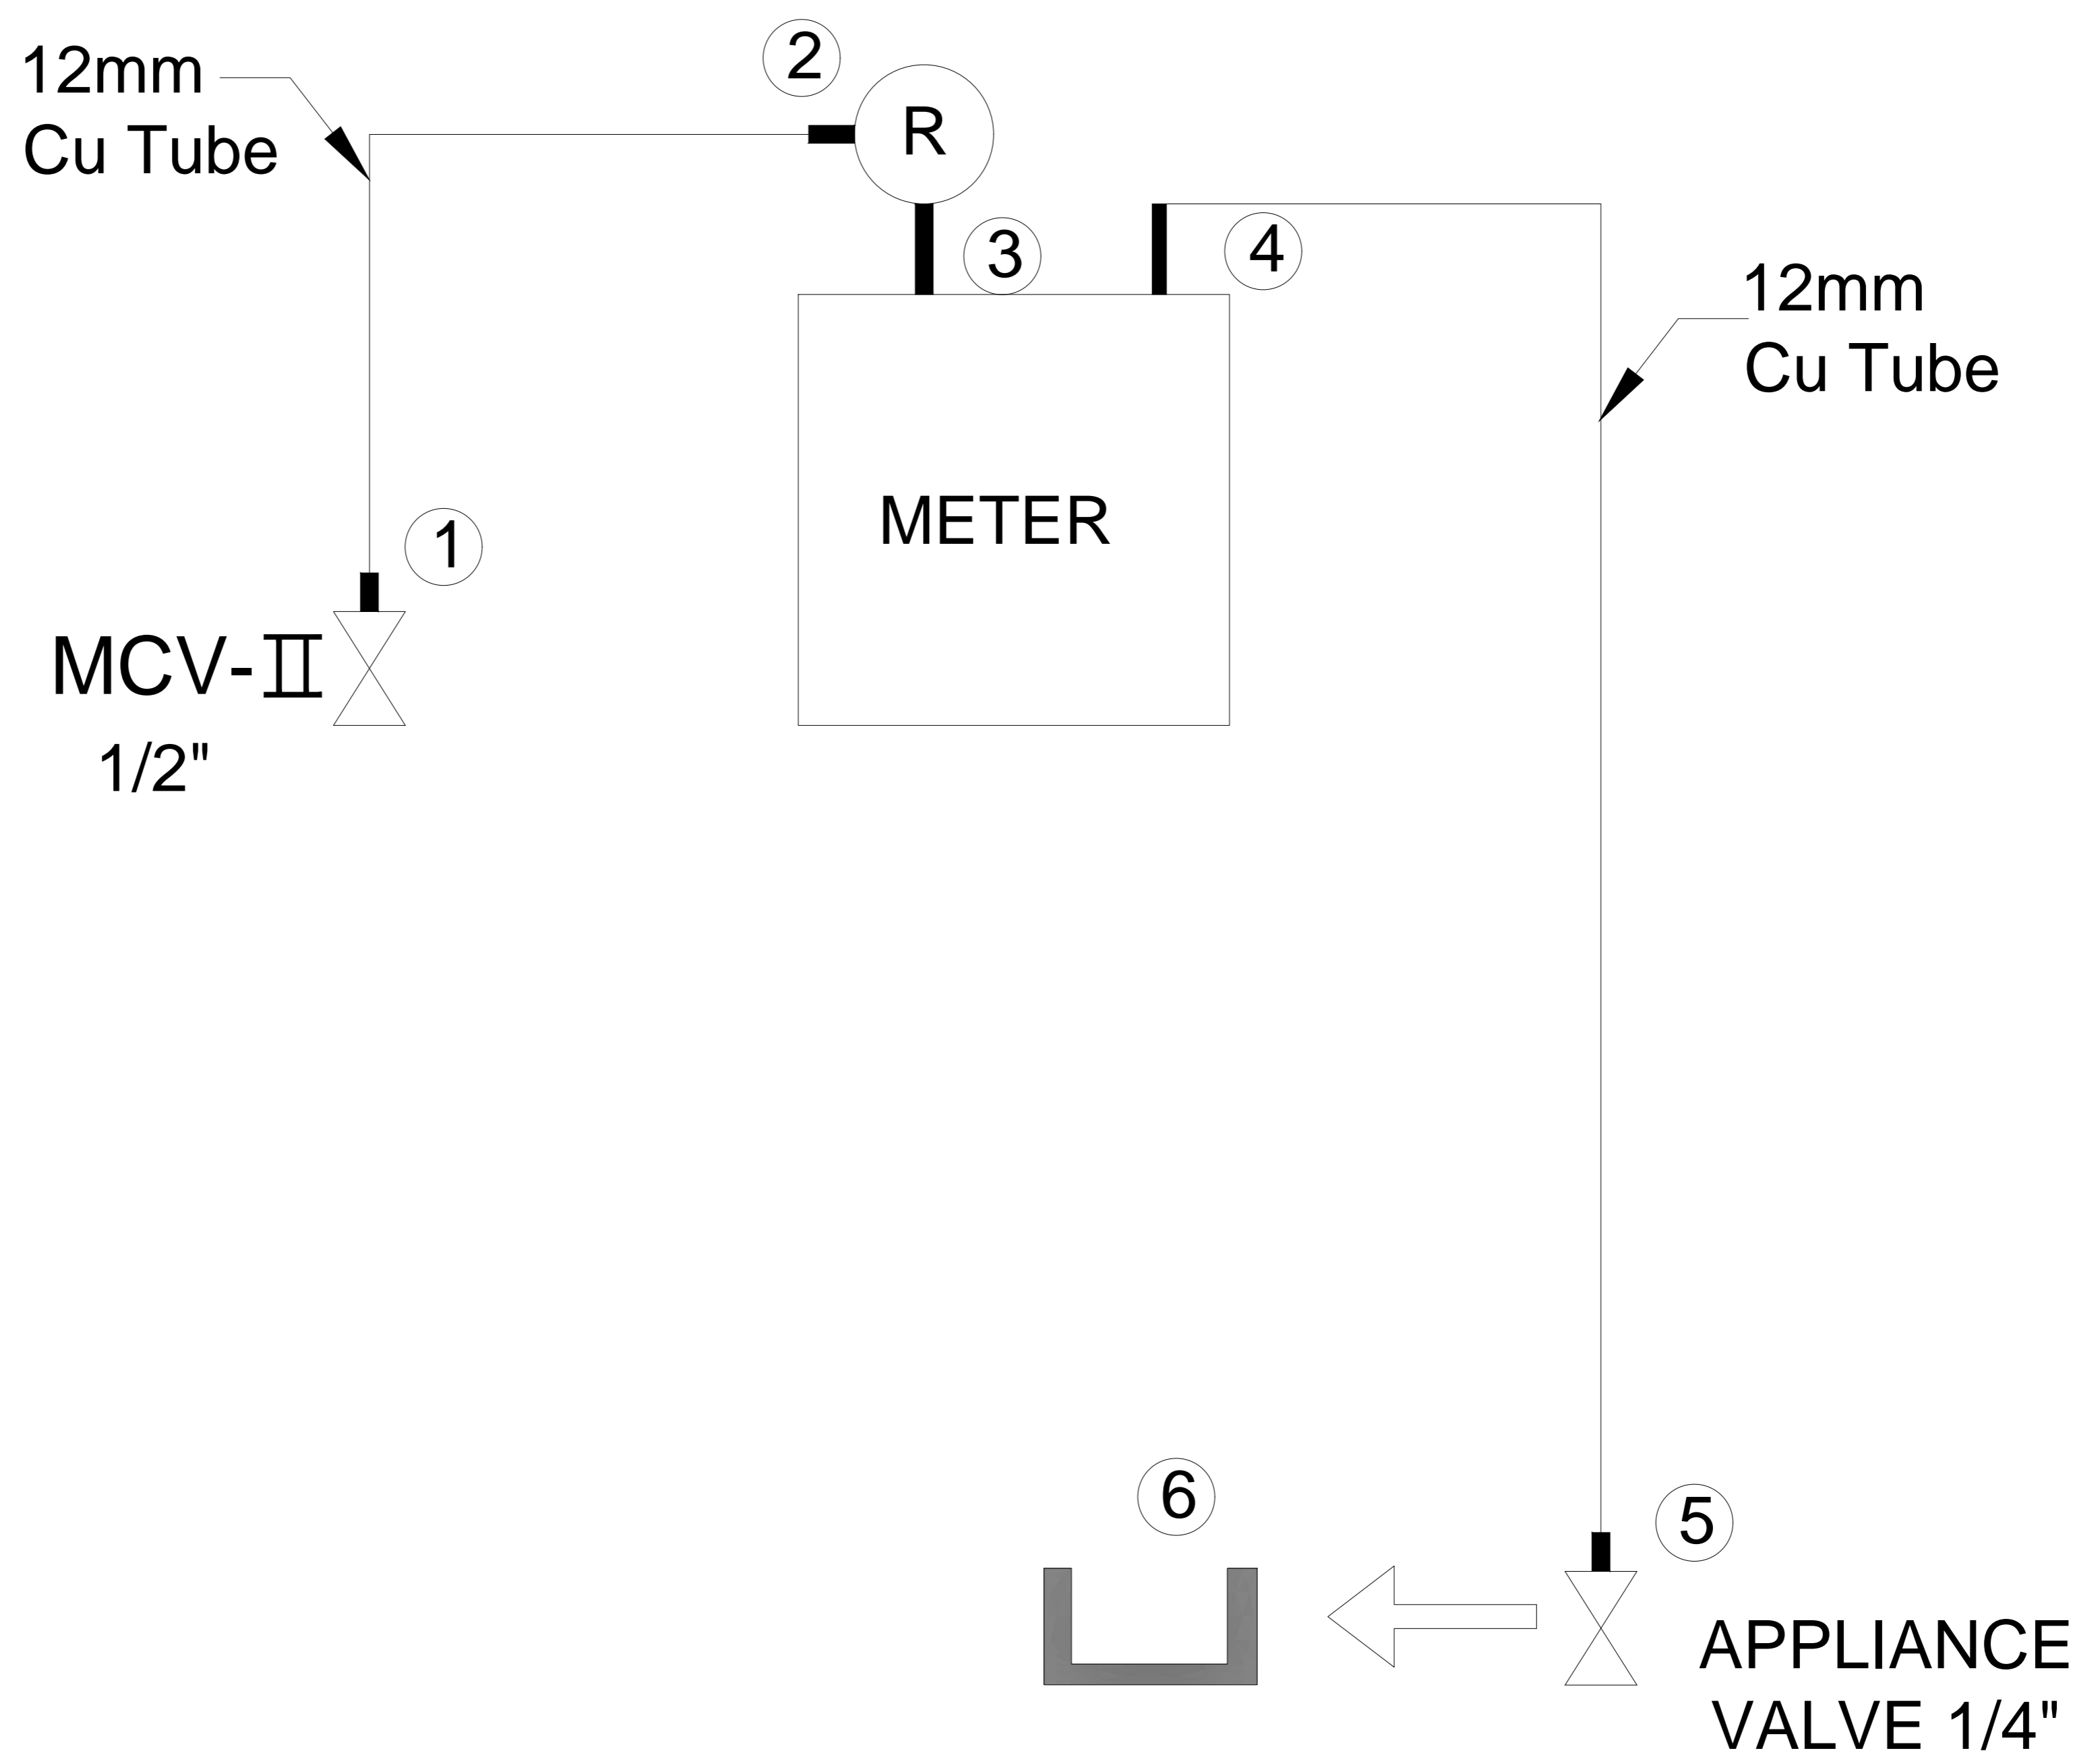 2
12mm
Cu Tube
R
3
4
12mm
Cu Tube
METER
1
MCV-II
1/2"
6
5
APPLIANCE
VALVE 1/4"